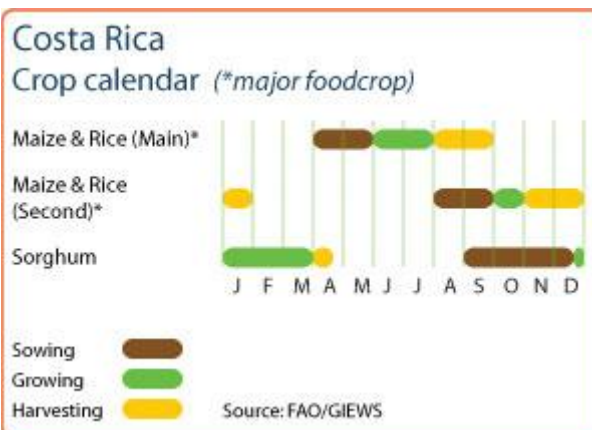 Costa Rica
Crop calendar (*major foodcrop)
Maize & Rice (Main)*
Maize & Rice
(Second)*
Sorghum
J F M A M J J A S O N D
Sowing
Growing
Harvesting
Source: FAO/GIEWS